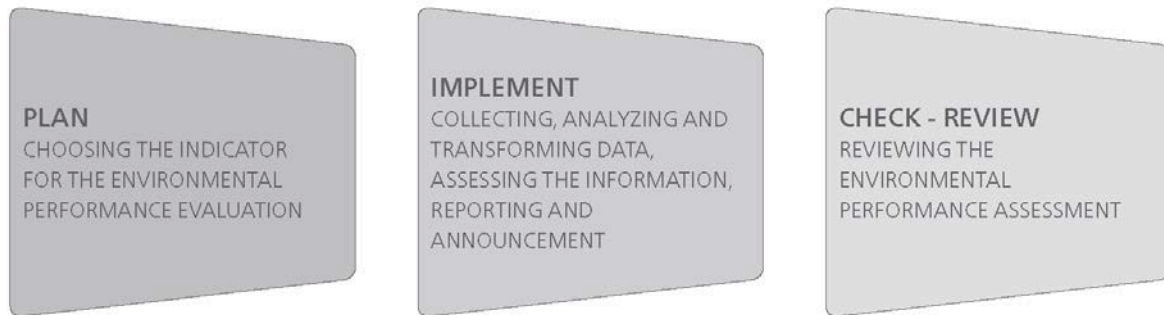 PLAN
CHOOSING THE INDICATOR
FOR THE ENVIRONMENTAL
PERFORMANCE EVALUATION
IMPLEMENT
COLLECTING, ANALYZING AND
TRANSFORMING DATA,
ASSESSING THE INFORMATION,
REPORTING AND
ANNOUNCEMENT
CHECK - REVIEW
REVIEWING THE
ENVIRONMENTAL
PERFORMANCE ASSESSMENT